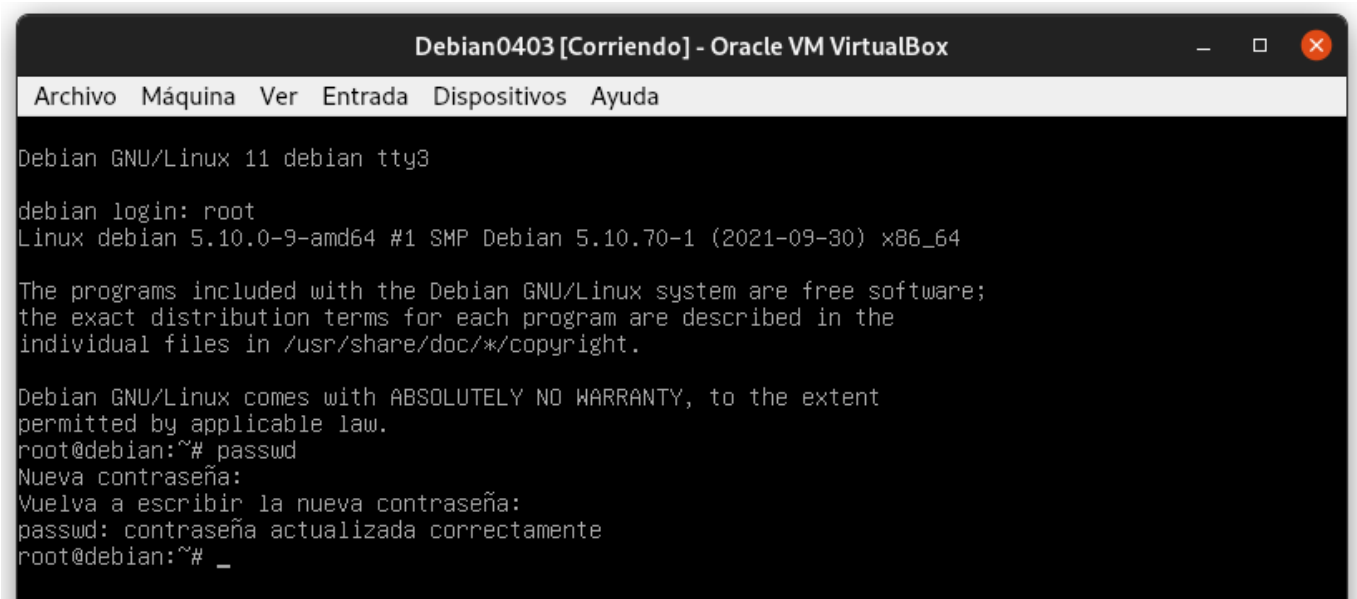 Debian0403 [Corriendo] - Oracle VM VirtualBox
Archivo Máquina Ver Entrada Dispositivos Ayuda
Debian GNU/Linux 11 debian tty3
debian login: root
Linux debian 5.10.0-9-amd64 #1 SMP Debian 5.10.70-1 (2021-09-30) x86_64
The programs included with the Debian GNU/Linux system are free software;
the exact distribution terms for each program are described in the
individual files in /usr/share/doc/*/copyright.
Debian GNU/Linux comes with ABSOLUTELY NO WARRANTY, to the extent
permitted by applicable law.
root@debian:~# passwd
Nueva contraseña:
Vuelva a escribir la nueva contraseña:
passwd: contraseña actualizada correctamente
root@debian:~# _